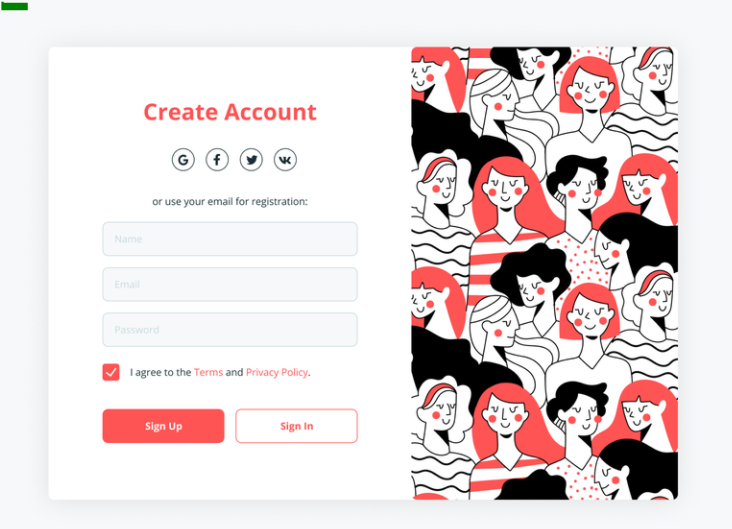 Create Account
or use your email for registration:
Name
Email
Password
I agree to the Terms and Privacy Policy.
Sign Up
Sign In